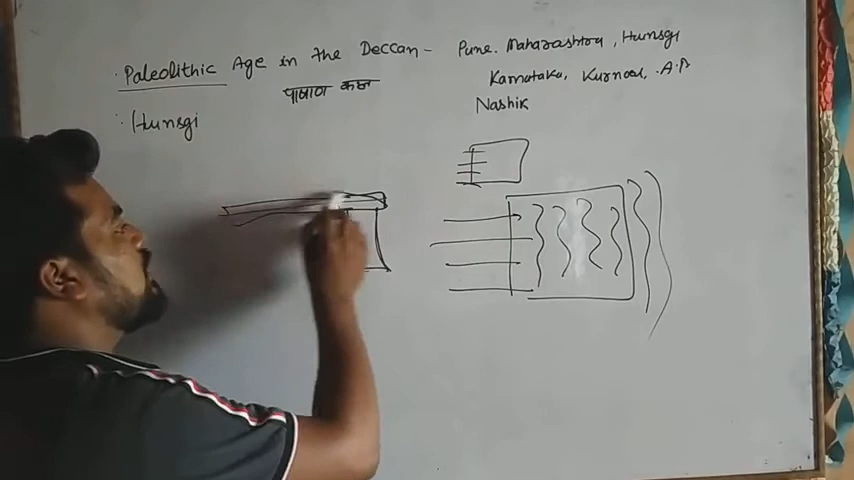 . Paleolithic Age in the Deccan - Pune. Maharashtra, Hunsgi
Karnataka, Kurnool, .A.P
पाषाण काल
Nashik
∴ Hunsgi